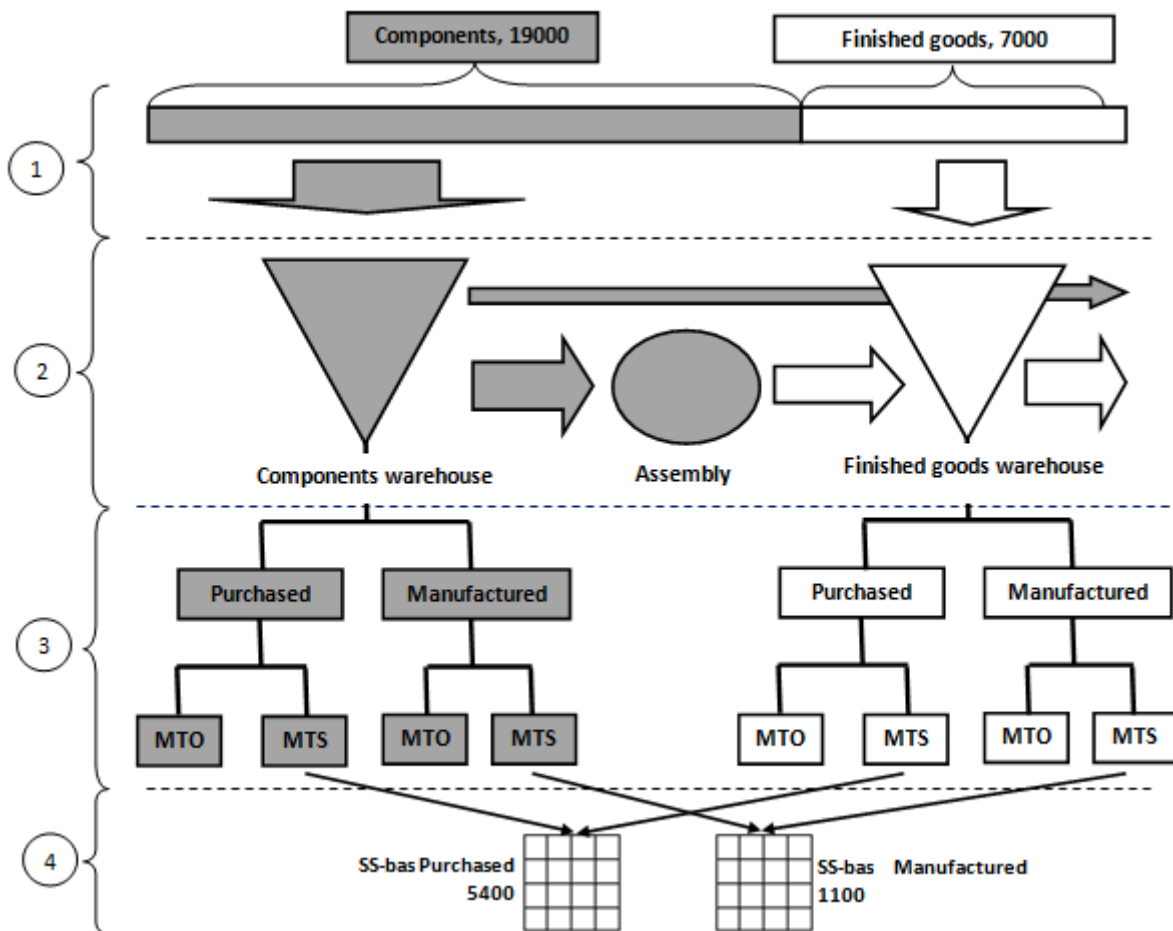 Components, 19000
Finished goods, 7000
1
2
Components warehouse
Assembly
Finished goods warehouse
3
Purchased
Manufactured
Purchased
Manufactured
MTO
MTS
MTO
MTS
MTO
MTS
MTO
MTS
4
SS-bas Purchased
5400
SS-bas Manufactured
1100